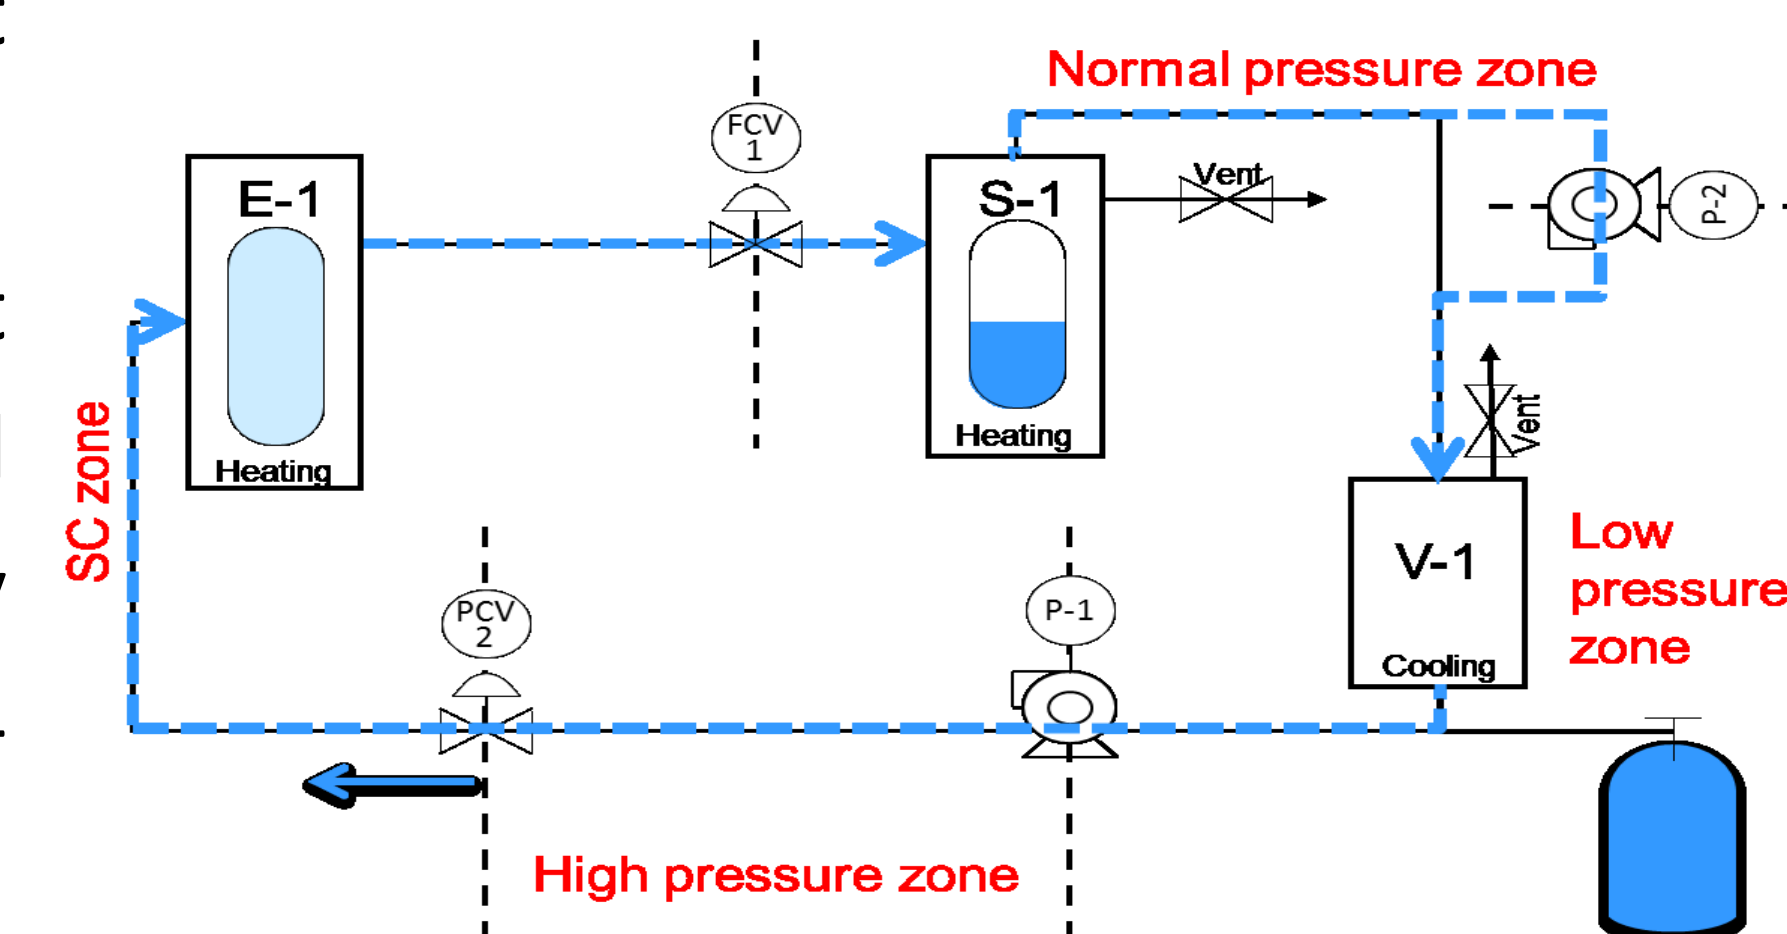 Normal pressure zone
FCV
1
E-1
S-1
Vent
P-2
Heating
Heating
Vent
SC zone
V-1
Low
pressure
zone
Cooling
PCV
2
P-1
High pressure zone